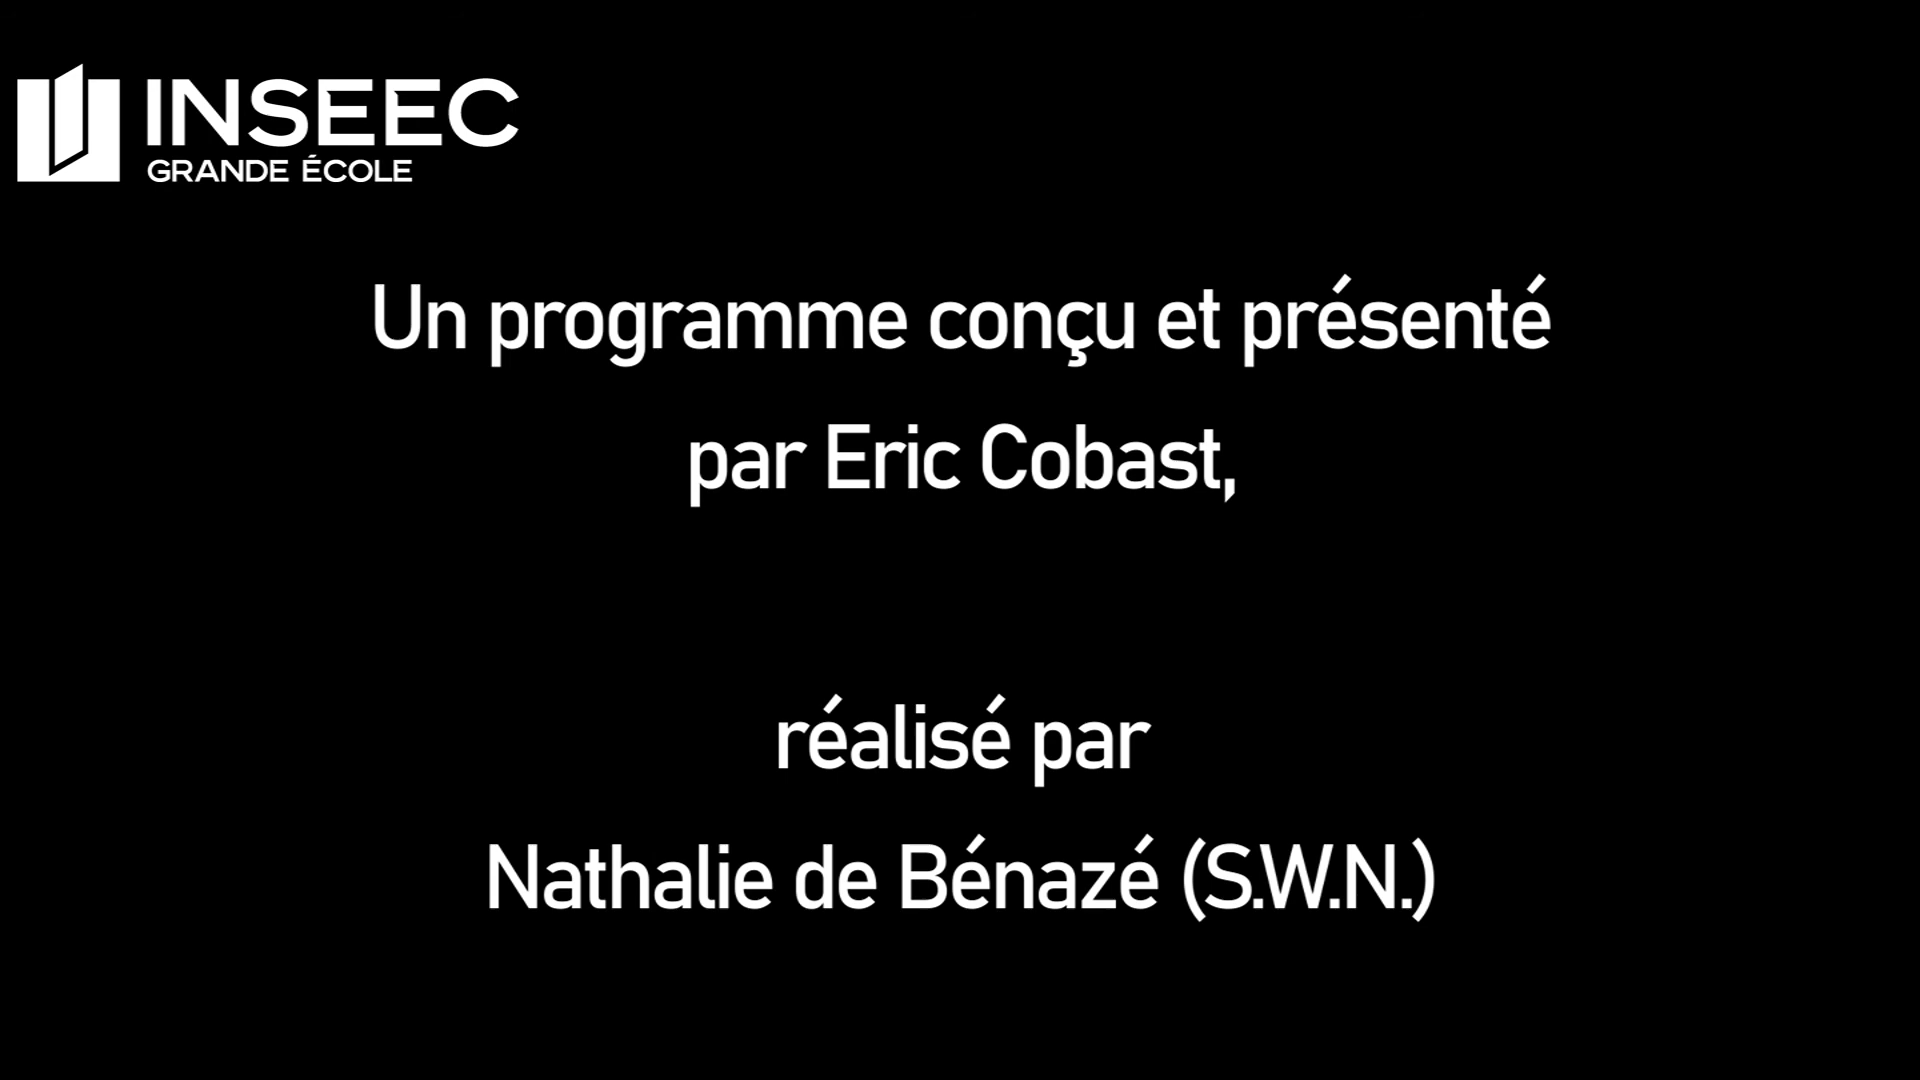 INSEEC
GRANDE ÉCOLE
Un programme conçu et présenté
par Eric Cobast,
réalisé par
Nathalie de Bénazé (S.W.N.)